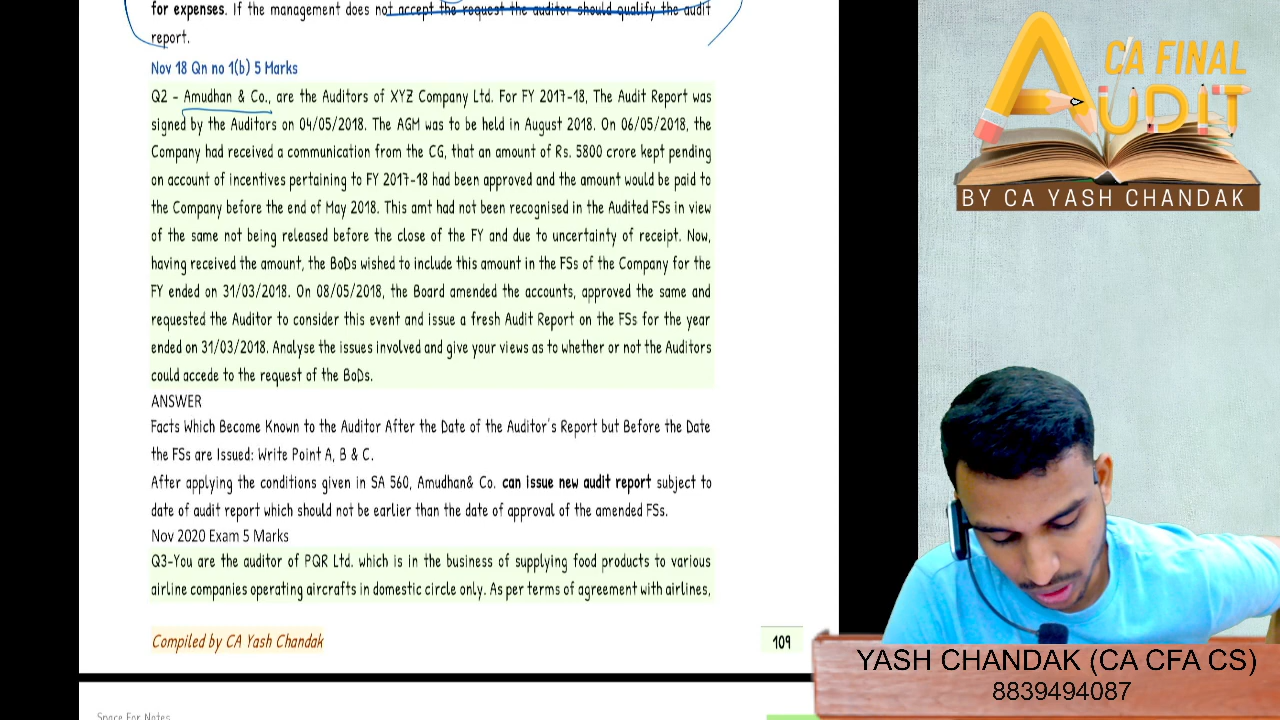 for expenses. If the management does not accept the request the auditor should qualify the audit
report.
Nov 18 Qn no 1(b) 5 Marks
Q2 - Amudhan & Co., are the Auditors of XYZ Company Ltd. For FY 2017-18, The Audit Report was
signed by the Auditors on 04/05/2018. The AGM was to be held in August 2018. On 06/05/2018, the
Company had received a communication from the CG, that an amount of Rs. 5800 crore kept pending
on account of incentives pertaining to FY 2017-18 had been approved and the amount would be paid to
the Company before the end of May 2018. This amt had not been recognised in the Audited FSs in view
of the same not being released before the close of the FY and due to uncertainty of receipt. Now,
having received the amount, the BoDs wished to include this amount in the FSs of the Company for the
FY ended on 31/03/2018. On 08/05/2018, the Board amended the accounts, approved the same and
requested the Auditor to consider this event and issue a fresh Audit Report on the FSs for the year
ended on 31/03/2018. Analyse the issues involved and give your views as to whether or not the Auditors
could accede to the request of the BoDs.
ANSWER
Facts Which Become Known to the Auditor After the Date of the Auditor's Report but Before the Date
the FSs are Issued: Write Point A, B & C.
After applying the conditions given in SA 560, Amudhan& Co. can issue new audit report subject to
date of audit report which should not be earlier than the date of approval of the amended FSs.
Nov 2020 Exam 5 Marks
Q3-You are the auditor of PQR Ltd. which is in the business of supplying food products to various
airline companies operating aircrafts in domestic circle only. As per terms of agreement with airlines,
Compiled by CA Yash Chandak
109
Space For Notes
CA FINAL
AUDIT
BY CA YASH CHANDAK
YASH CHANDAK (CA CFA CS)
8839494087